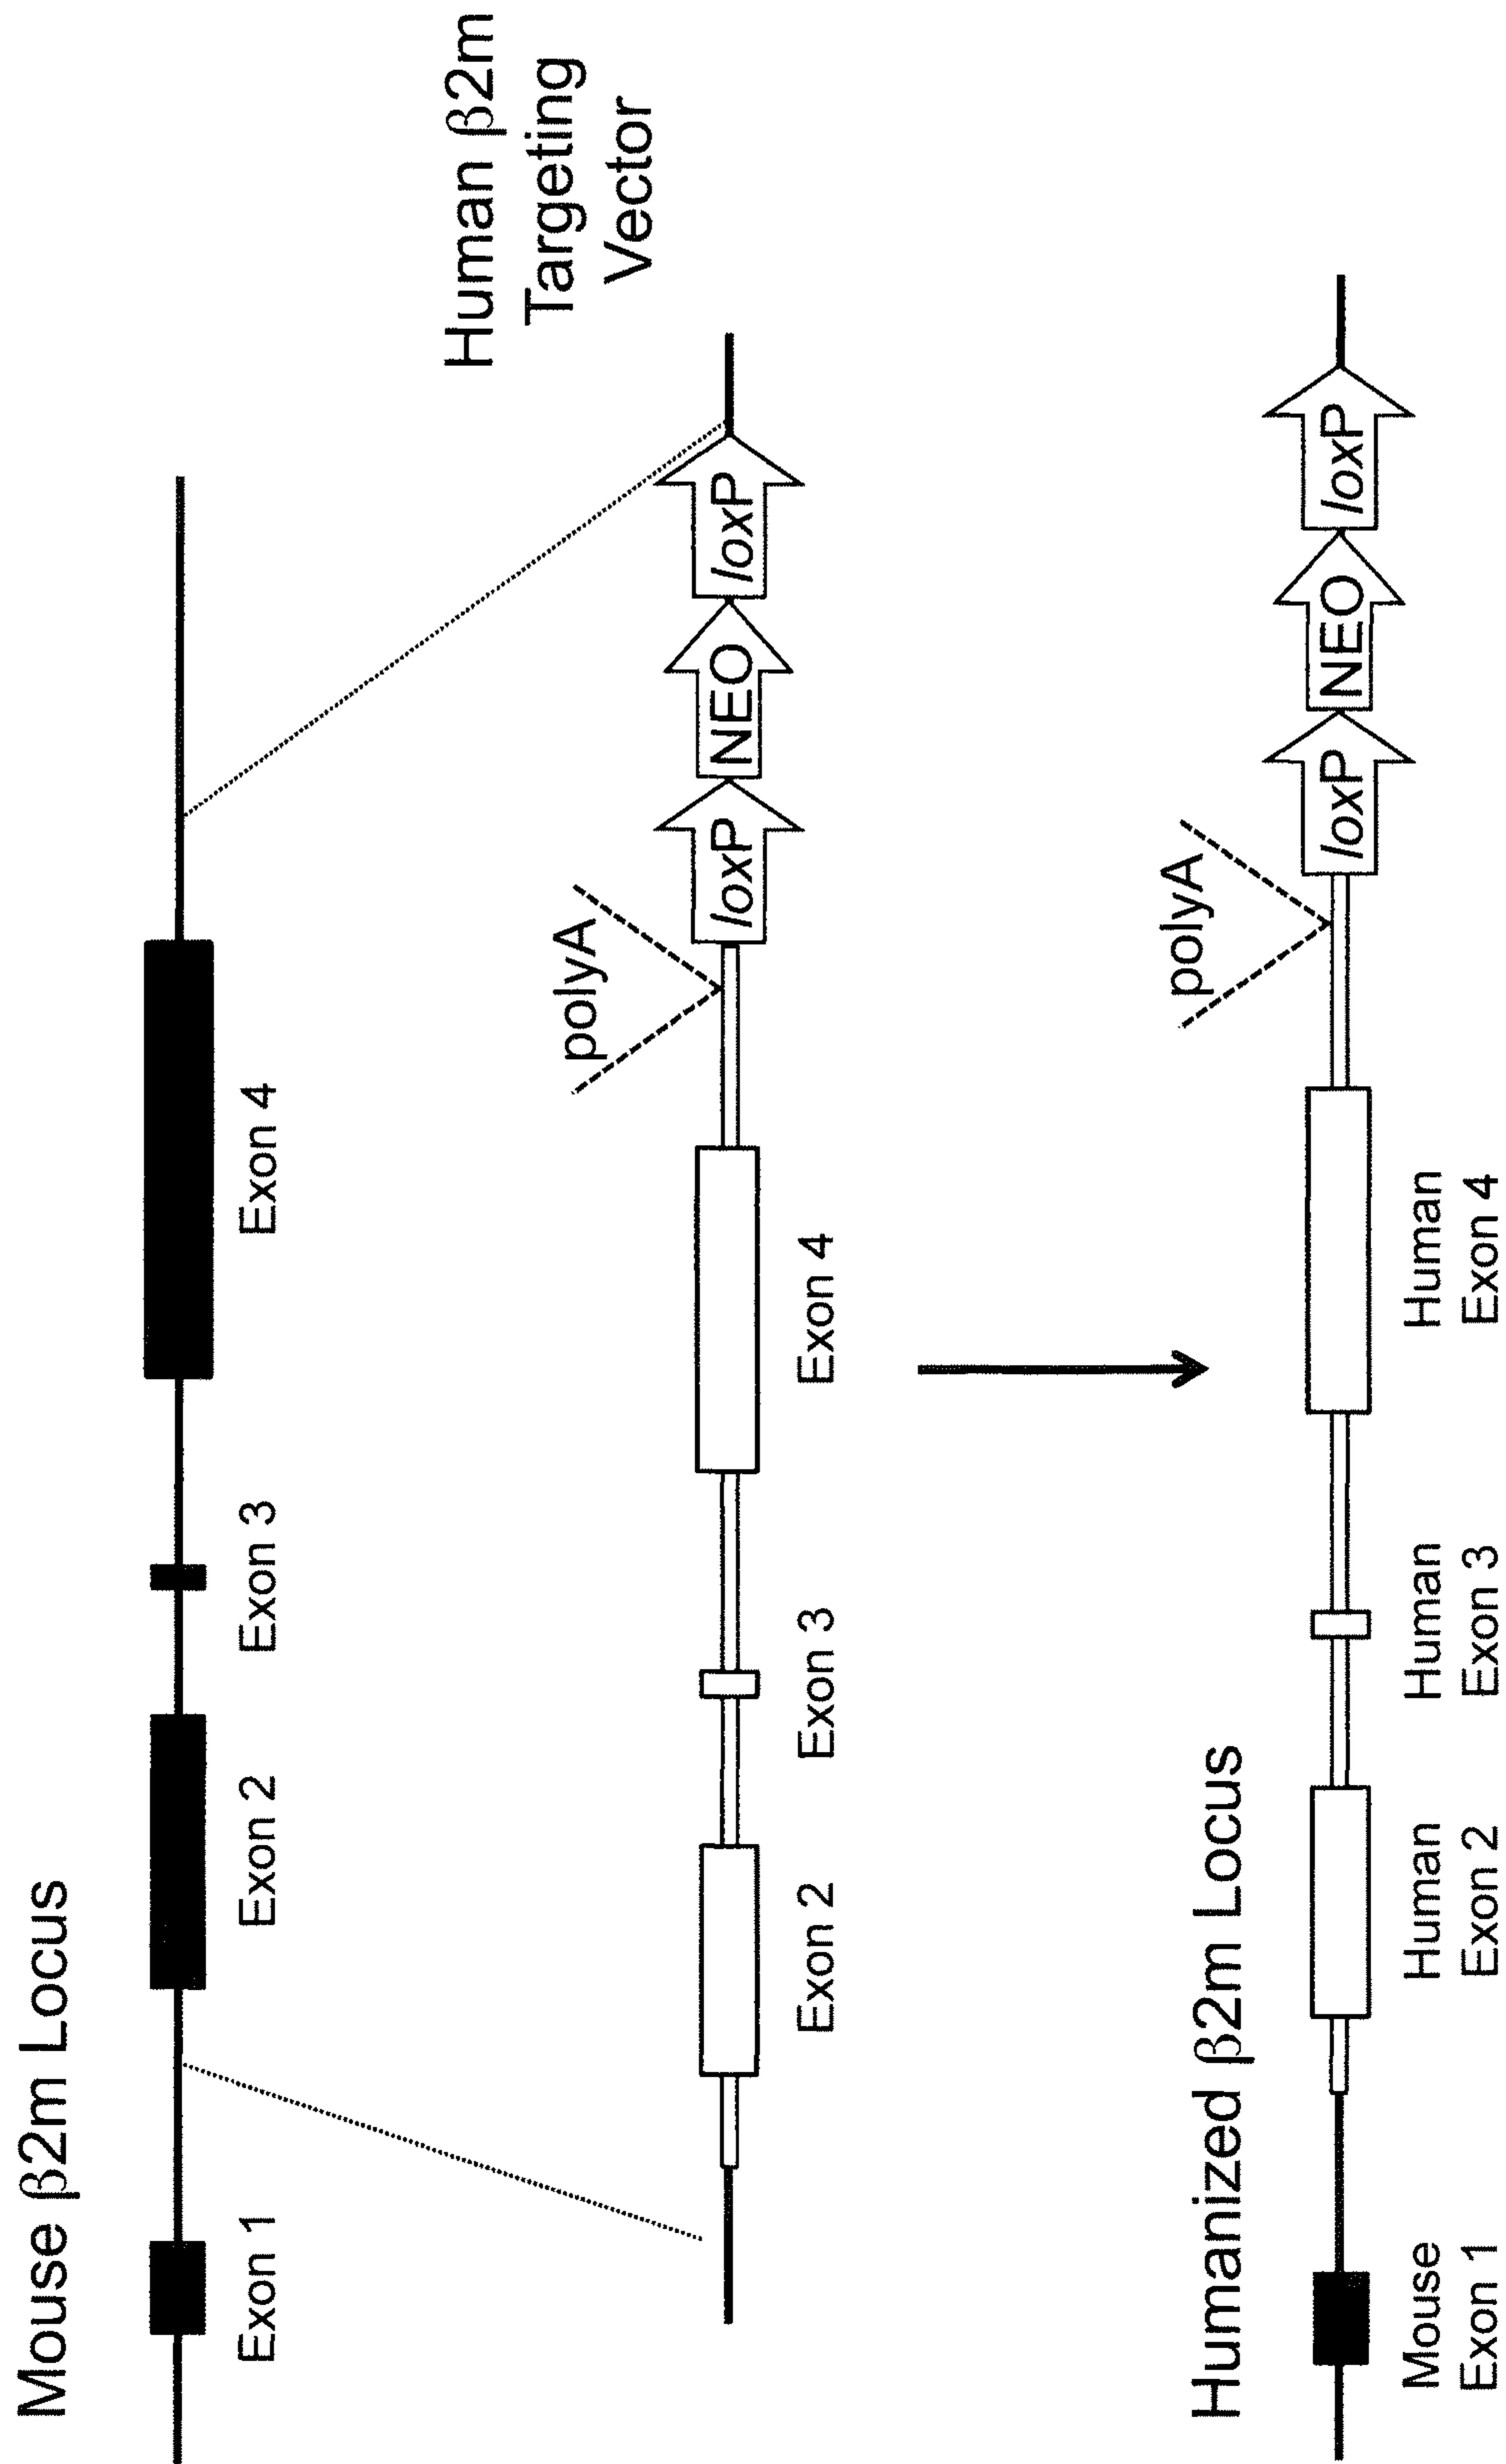 Mouse β2m Locus
Exon 1
Exon 2
Exon 3
Exon 4
Human β2m
Targeting
Vector
polyA
loxP
NEO
loxP
Exon 2
Exon 3
Exon 4
Humanized β2m Locus
polyA
loxP
NEO
loxP
Mouse
Exon 1
Human
Exon 2
Human
Exon 3
Human
Exon 4